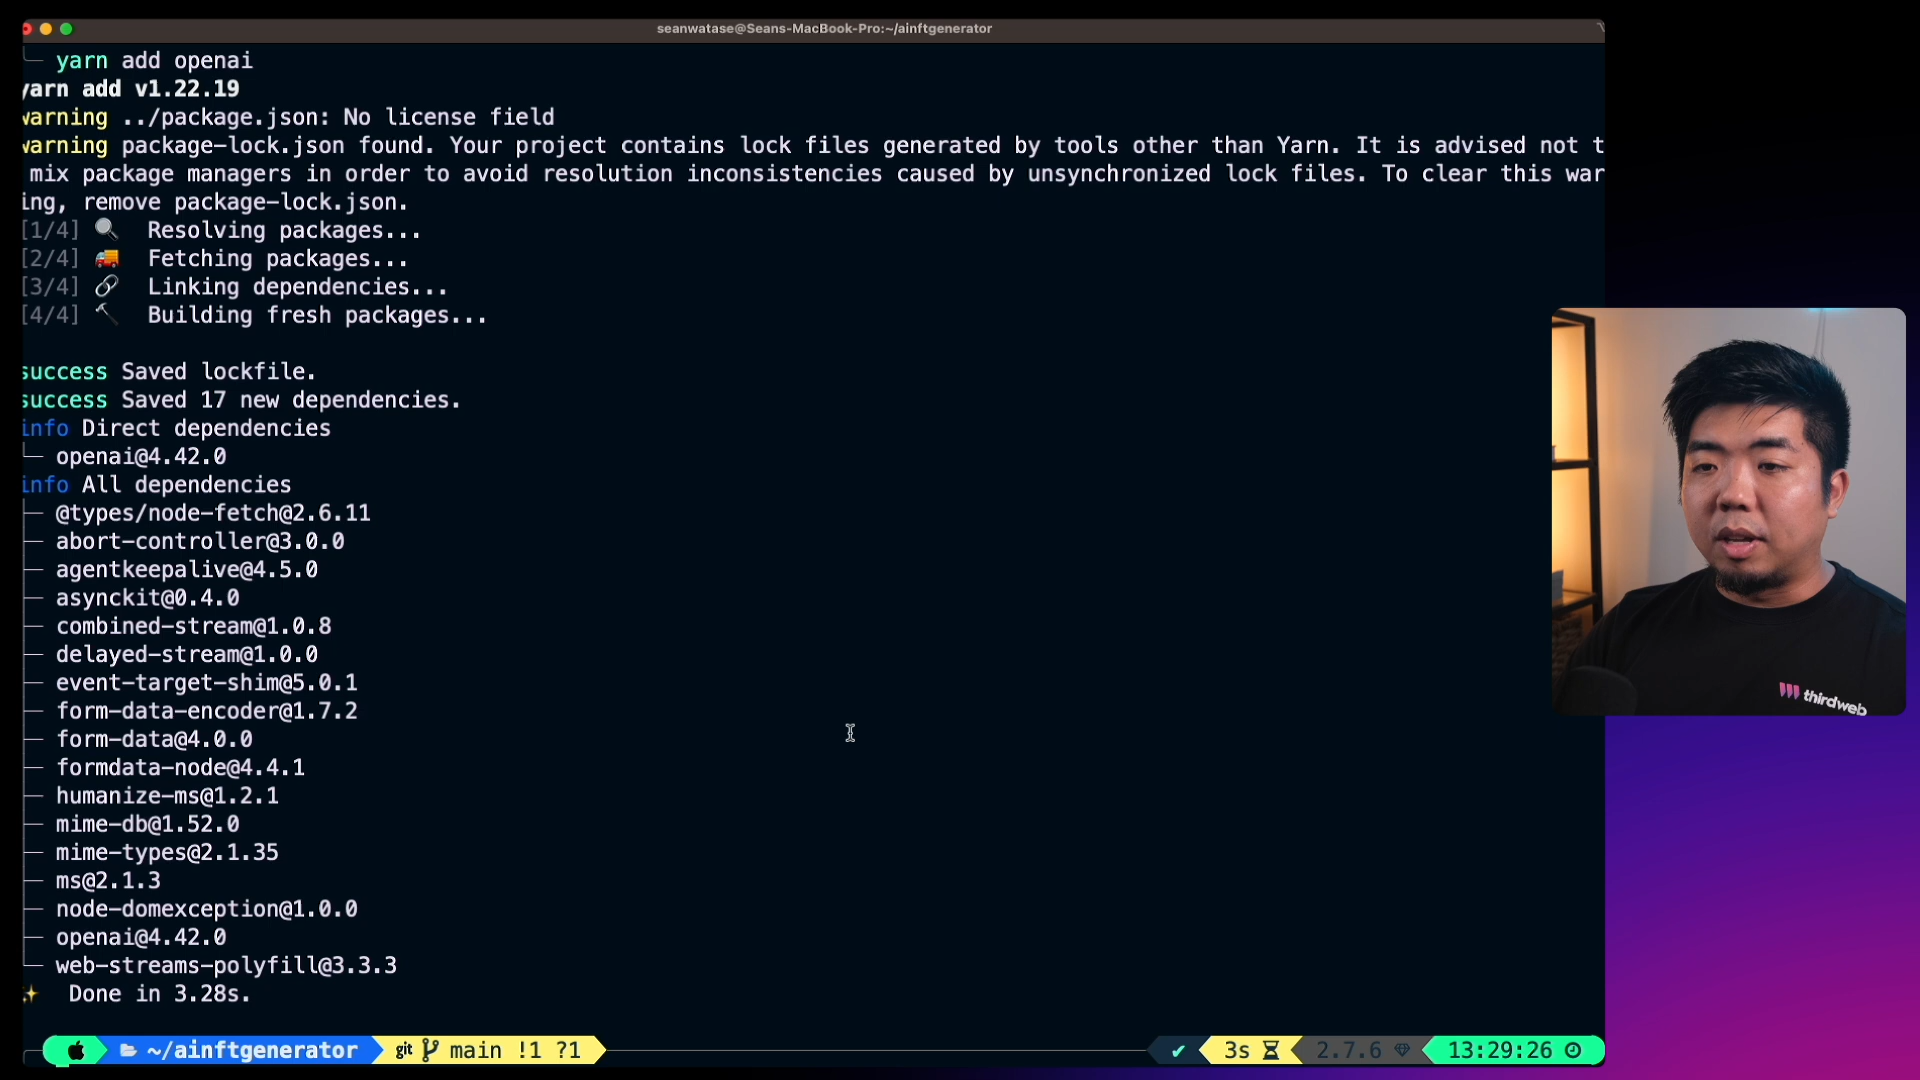 seanwatase@Seans-MacBook-Pro:~/ainftgenerator
yarn add openai
yarn add v1.22.19
warning ../package.json: No license field
warning package-lock.json found. Your project contains lock files generated by tools other than Yarn. It is advised not t
mix package managers in order to avoid resolution inconsistencies caused by unsynchronized lock files. To clear this war
ing, remove package-lock.json.
[1/4] 🔍 Resolving packages...
[2/4] 🚚 Fetching packages...
[3/4] 🔗 Linking dependencies...
[4/4] 🔨 Building fresh packages...
success Saved lockfile.
success Saved 17 new dependencies.
info Direct dependencies
└─ openai@4.42.0
info All dependencies
├─ @types/node-fetch@2.6.11
├─ abort-controller@3.0.0
├─ agentkeepalive@4.5.0
├─ asynckit@0.4.0
├─ combined-stream@1.0.8
├─ delayed-stream@1.0.0
├─ event-target-shim@5.0.1
├─ form-data-encoder@1.7.2
├─ form-data@4.0.0
├─ formdata-node@4.4.1
├─ humanize-ms@1.2.1
├─ mime-db@1.52.0
├─ mime-types@2.1.35
├─ ms@2.1.3
├─ node-domexception@1.0.0
├─ openai@4.42.0
└─ web-streams-polyfill@3.3.3
✨ Done in 3.28s.
~/ainftgenerator git main !1 ?1 ✔ 3s 2.7.6 13:29:26
thirdweb